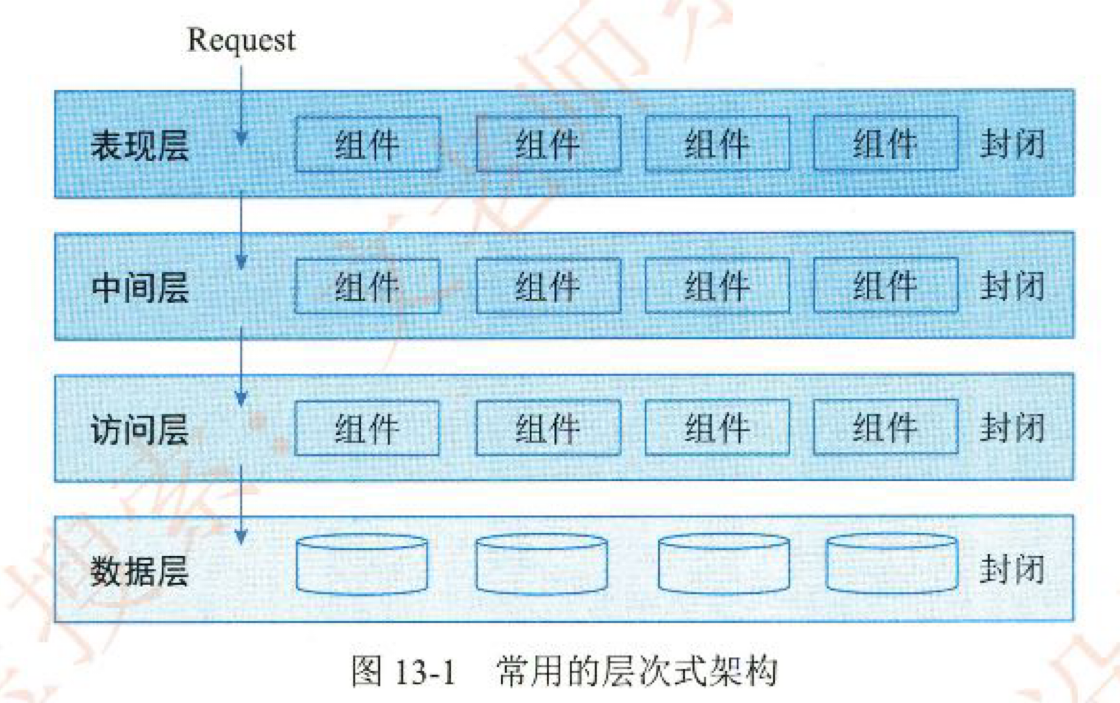 Request
表现层 组件 组件 组件 组件 封闭
中间层 组件 组件 组件 组件 封闭
访问层 组件 组件 组件 组件 封闭
数据层 封闭
图 13-1 常用的层次式架构